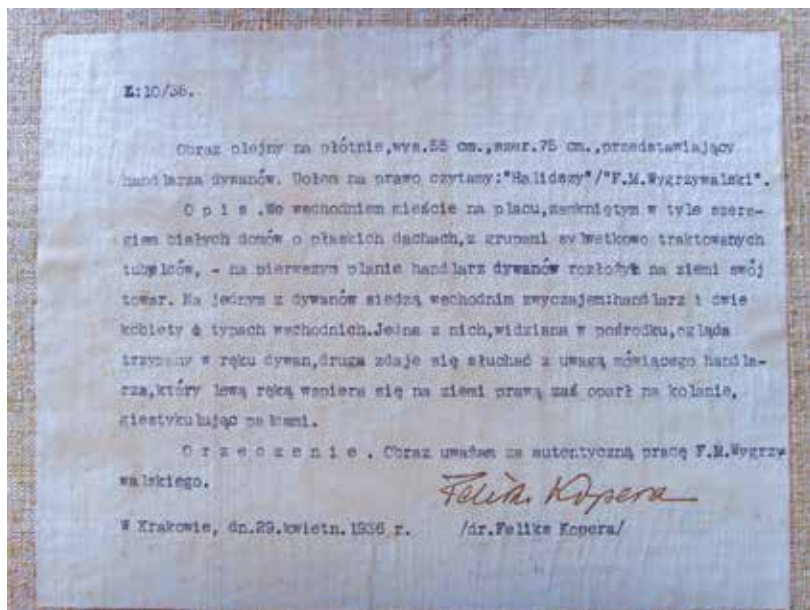 L:10/36.
Obraz olejny na płótnie,wys.55 cm.,szer.75 cm.,przedstawiający
handlarza dywanów. Dołem na prawo czytamy:"Halidszy"/"F.M.Wygrzywalski".
O p i s .We wschodniem mieście na placu,zamkniętym w tyle szere-
giem białych domów o płaskich dachach,z grupami sylwetkowo traktowanych
tubylców, - na pierwszym planie handlarz dywanów rozłożył na ziemi swój
towar. Na jednym z dywanów siedzą wschodnim zwyczajem:handlarz i dwie
kobiety o typach wschodnich.Jedna z nich,widziana w pośrodku,ogląda
trzymany w ręku dywan,druga zdaje się słuchać z uwagą mówiącego handla-
rza,który lewą ręką wspiera się na ziemi prawą zaś oparł na kolanie,
giestykulując palcami.
O r z e c z e n i e . Obraz uważam za autentyczną pracę F.M.Wygrzy
walskiego.
Feliks Kopera
W Krakowie, dn.29.kwietn.1936 r. /dr.Feliks Kopera/